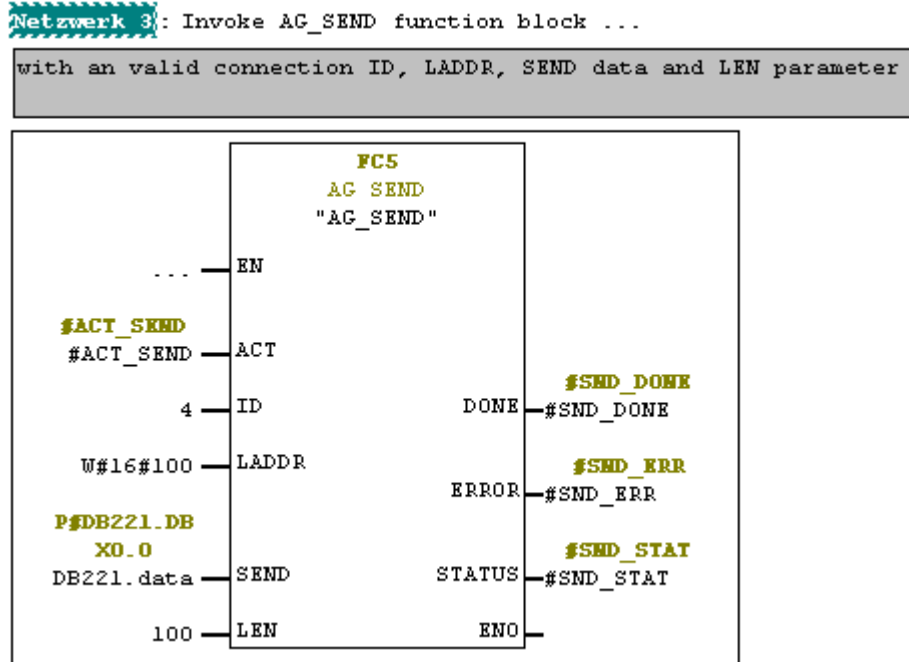 Netzwerk 3: Invoke AG_SEND function block ...
with an valid connection ID, LADDR, SEND data and LEN parameter
FC5
AG SEND
"AG_SEND"
... EN
#ACT_SEND
#ACT_SEND ACT
#SND_DONE
4 ID DONE #SND_DONE
W#16#100 LADDR
#SND_ERR
ERROR #SND_ERR
P#DB221.DB
X0.0
#SND_STAT
DB221.data SEND STATUS #SND_STAT
100 LEN ENO